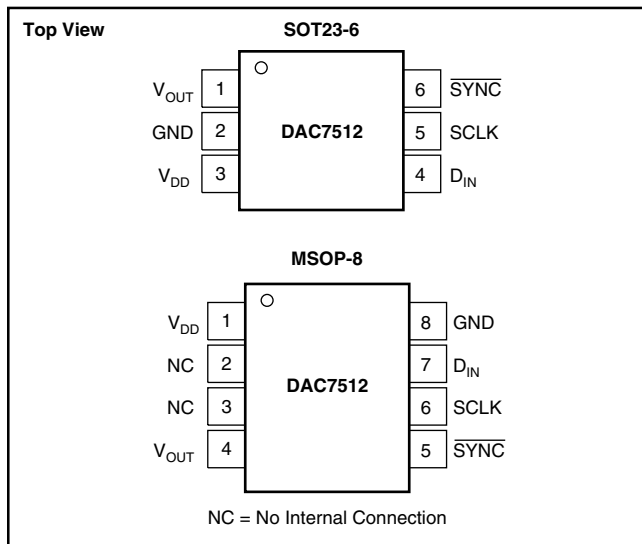 Top View
SOT23-6
V_OUT 1 6 S̅Y̅N̅C̅
GND 2 DAC7512 5 SCLK
V_DD 3 4 D_IN
MSOP-8
V_DD 1 8 GND
NC 2 7 D_IN
DAC7512
NC 3 6 SCLK
V_OUT 4 5 S̅Y̅N̅C̅
NC = No Internal Connection